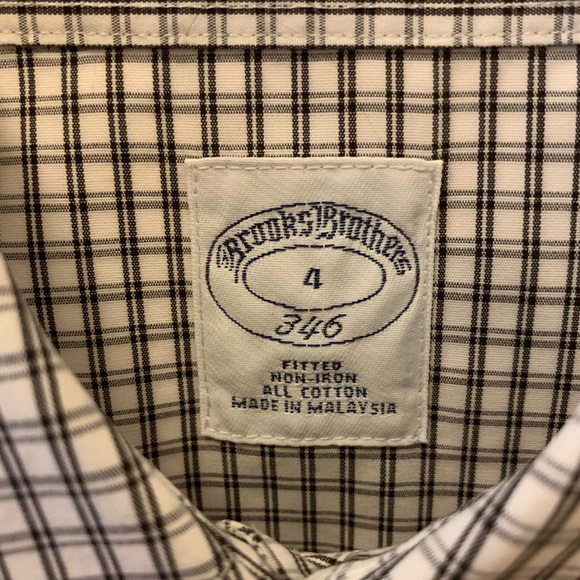 Brooks Brothers
4
346
FITTED
NON-IRON
ALL COTTON
MADE IN MALAYSIA